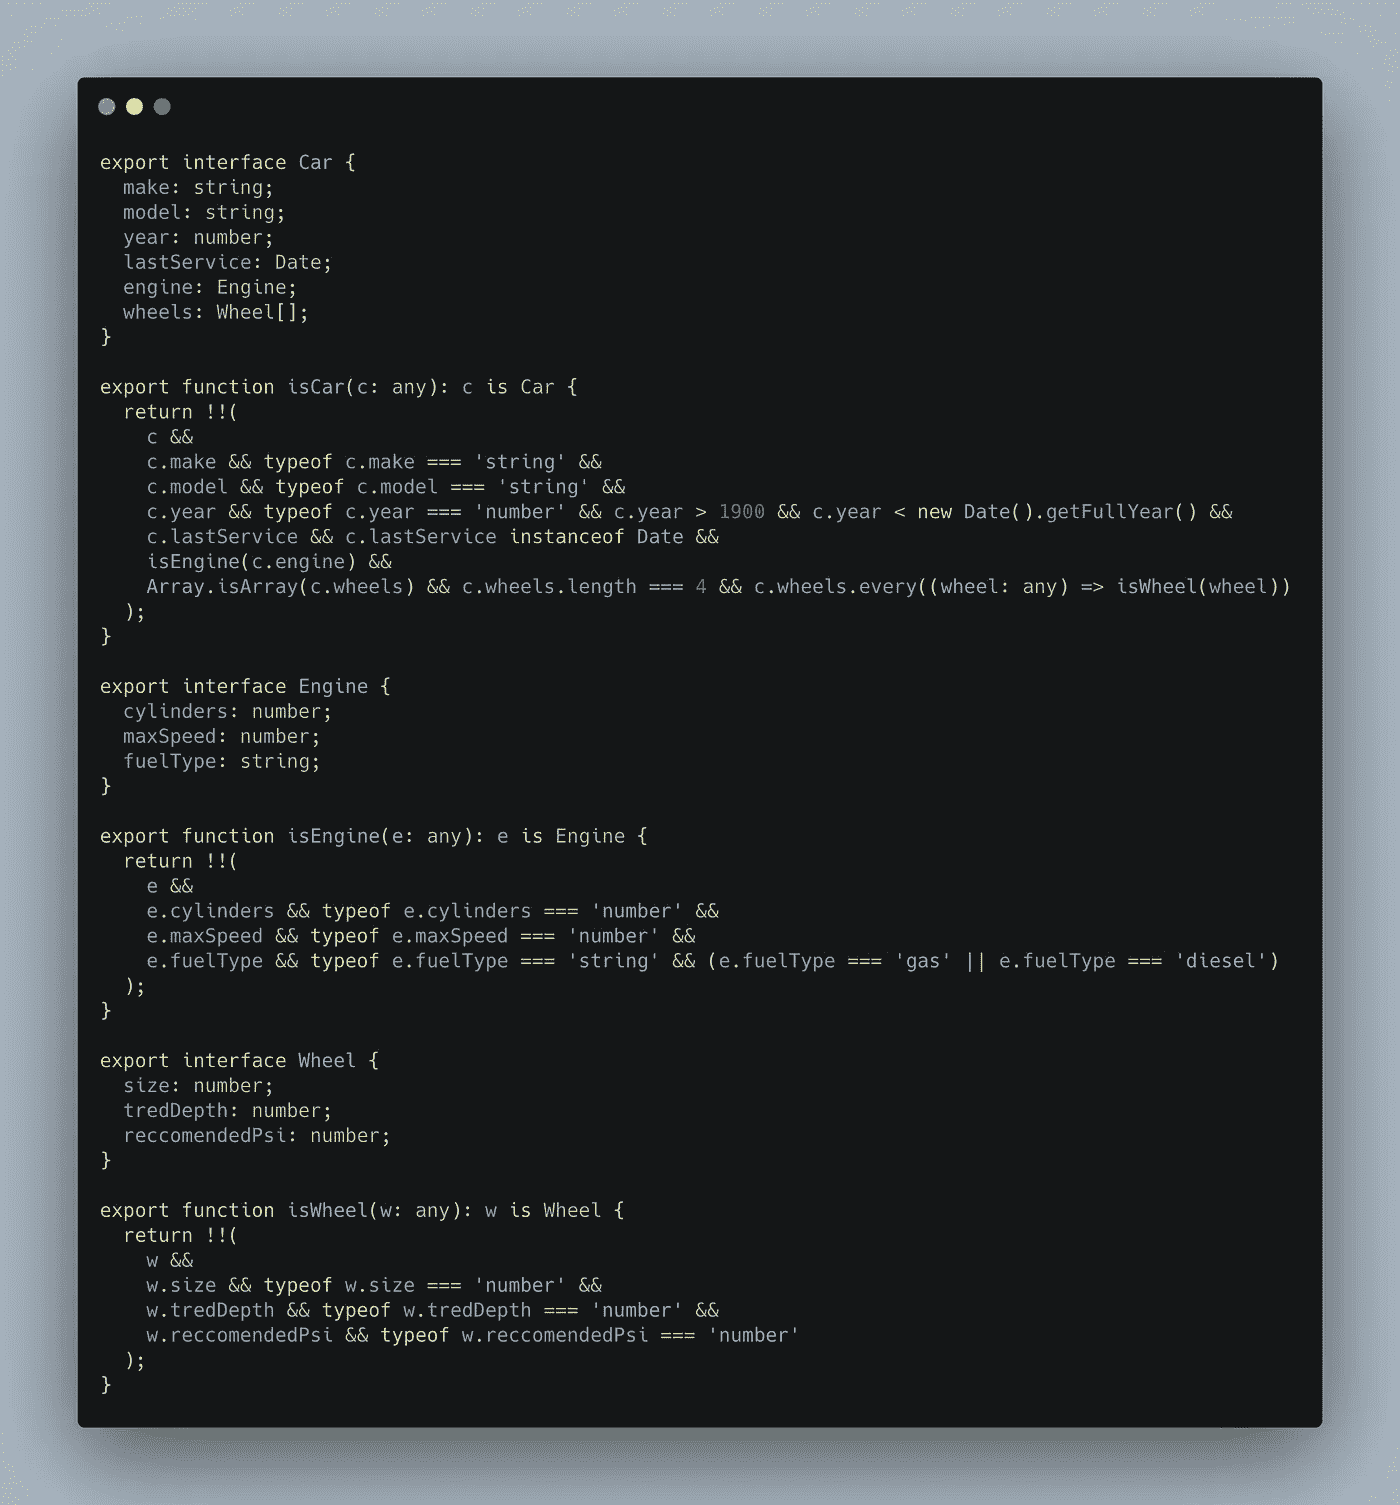 export interface Car {
  make: string;
  model: string;
  year: number;
  lastService: Date;
  engine: Engine;
  wheels: Wheel[];
}

export function isCar(c: any): c is Car {
  return !!(
    c &&
    c.make && typeof c.make === 'string' &&
    c.model && typeof c.model === 'string' &&
    c.year && typeof c.year === 'number' && c.year > 1900 && c.year < new Date().getFullYear() &&
    c.lastService && c.lastService instanceof Date &&
    isEngine(c.engine) &&
    Array.isArray(c.wheels) && c.wheels.length === 4 && c.wheels.every((wheel: any) => isWheel(wheel))
  );
}

export interface Engine {
  cylinders: number;
  maxSpeed: number;
  fuelType: string;
}

export function isEngine(e: any): e is Engine {
  return !!(
    e &&
    e.cylinders && typeof e.cylinders === 'number' &&
    e.maxSpeed && typeof e.maxSpeed === 'number' &&
    e.fuelType && typeof e.fuelType === 'string' && (e.fuelType === 'gas' || e.fuelType === 'diesel')
  );
}

export interface Wheel {
  size: number;
  tredDepth: number;
  reccomendedPsi: number;
}

export function isWheel(w: any): w is Wheel {
  return !!(
    w &&
    w.size && typeof w.size === 'number' &&
    w.tredDepth && typeof w.tredDepth === 'number' &&
    w.reccomendedPsi && typeof w.reccomendedPsi === 'number'
  );
}